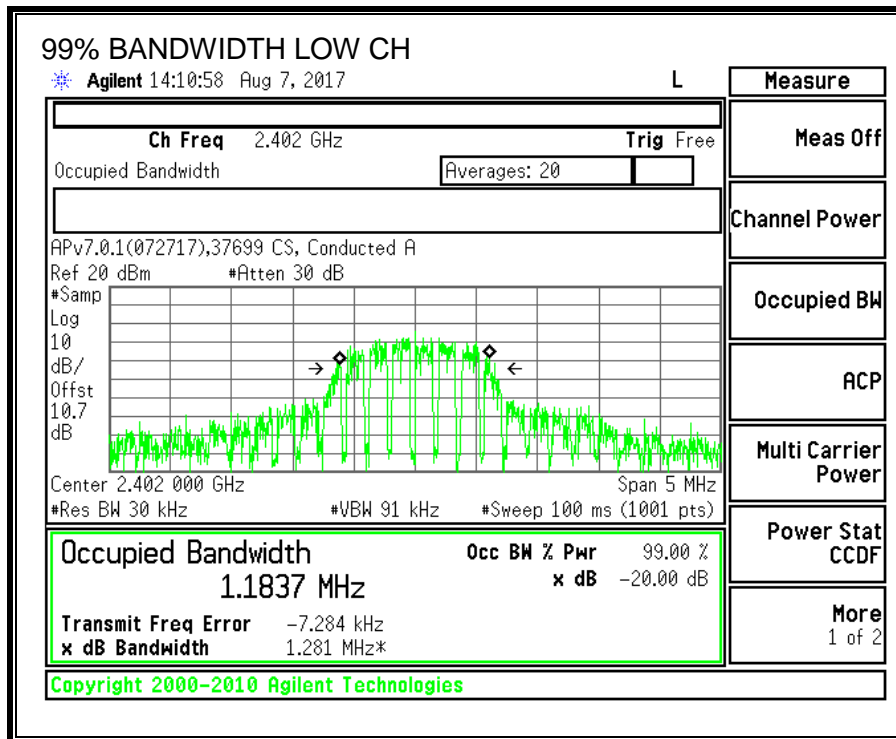 99% BANDWIDTH LOW CH
Agilent 14:10:58 Aug 7, 2017 L
Ch Freq 2.402 GHz Trig Free
Occupied Bandwidth Averages: 20
APv7.0.1(072717),37699 CS, Conducted A
Ref 20 dBm #Atten 30 dB
#Samp
Log
10
dB/
Offst
10.7
dB
Center 2.402 000 GHz Span 5 MHz
#Res BW 30 kHz #VBW 91 kHz #Sweep 100 ms (1001 pts)
Occupied Bandwidth Occ BW % Pwr 99.00 %
1.1837 MHz x dB -20.00 dB
Transmit Freq Error -7.284 kHz
x dB Bandwidth 1.281 MHz*
Copyright 2000-2010 Agilent Technologies
Measure
Meas Off
Channel Power
Occupied BW
ACP
Multi Carrier
Power
Power Stat
CCDF
More
1 of 2